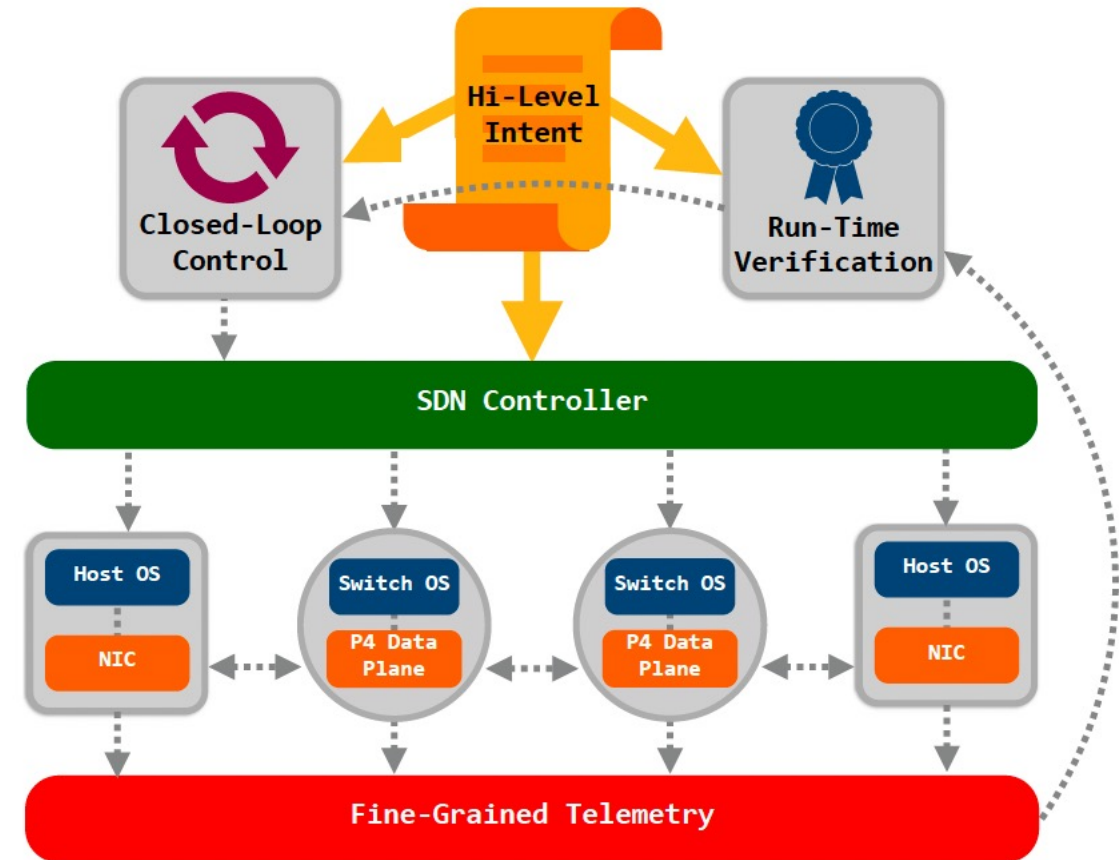 Hi-Level
Intent
Closed-Loop
Control
Run-Time
Verification
SDN Controller
Host OS
NIC
Switch OS
P4 Data
Plane
Switch OS
P4 Data
Plane
Host OS
NIC
Fine-Grained Telemetry